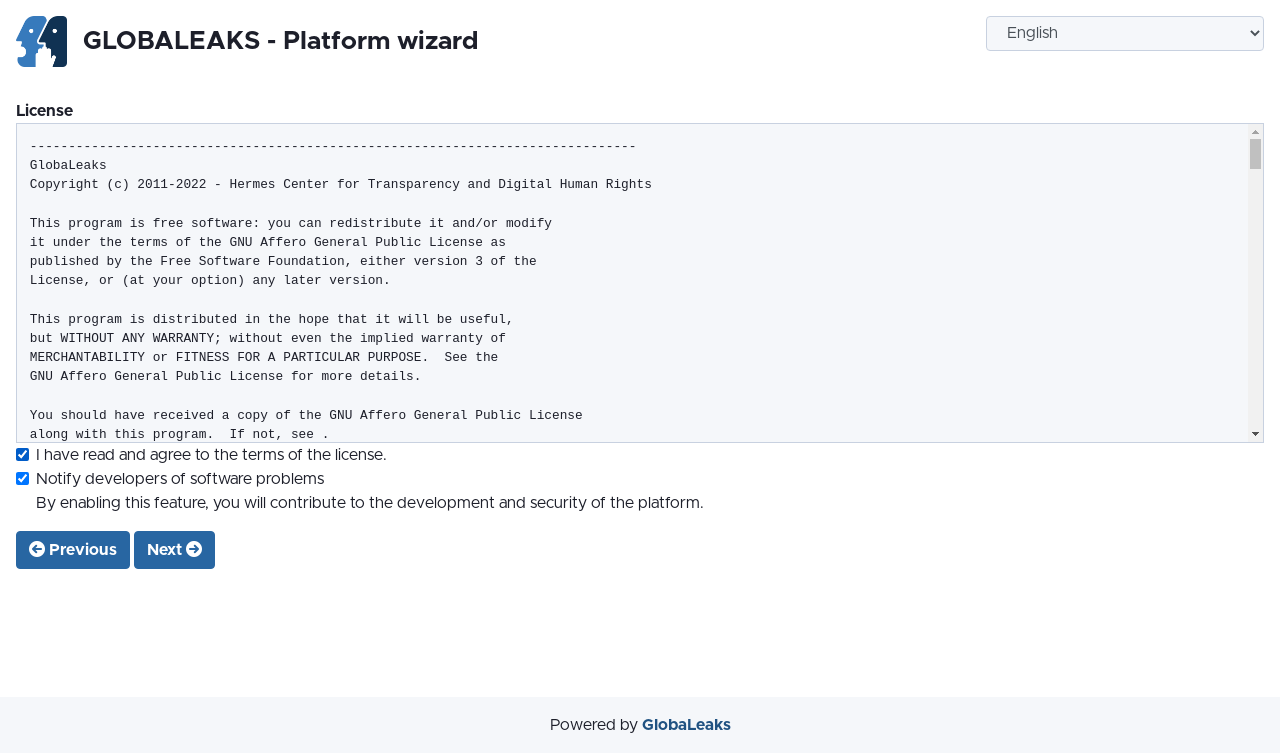 GLOBALEAKS - Platform wizard
English
License
-------------------------------------------------------------------------------
GlobaLeaks
Copyright (c) 2011-2022 - Hermes Center for Transparency and Digital Human Rights
This program is free software: you can redistribute it and/or modify
it under the terms of the GNU Affero General Public License as
published by the Free Software Foundation, either version 3 of the
License, or (at your option) any later version.
This program is distributed in the hope that it will be useful,
but WITHOUT ANY WARRANTY; without even the implied warranty of
MERCHANTABILITY or FITNESS FOR A PARTICULAR PURPOSE.  See the
GNU Affero General Public License for more details.
You should have received a copy of the GNU Affero General Public License
along with this program.  If not, see .
I have read and agree to the terms of the license.
Notify developers of software problems
By enabling this feature, you will contribute to the development and security of the platform.
Previous Next
Powered by GlobaLeaks